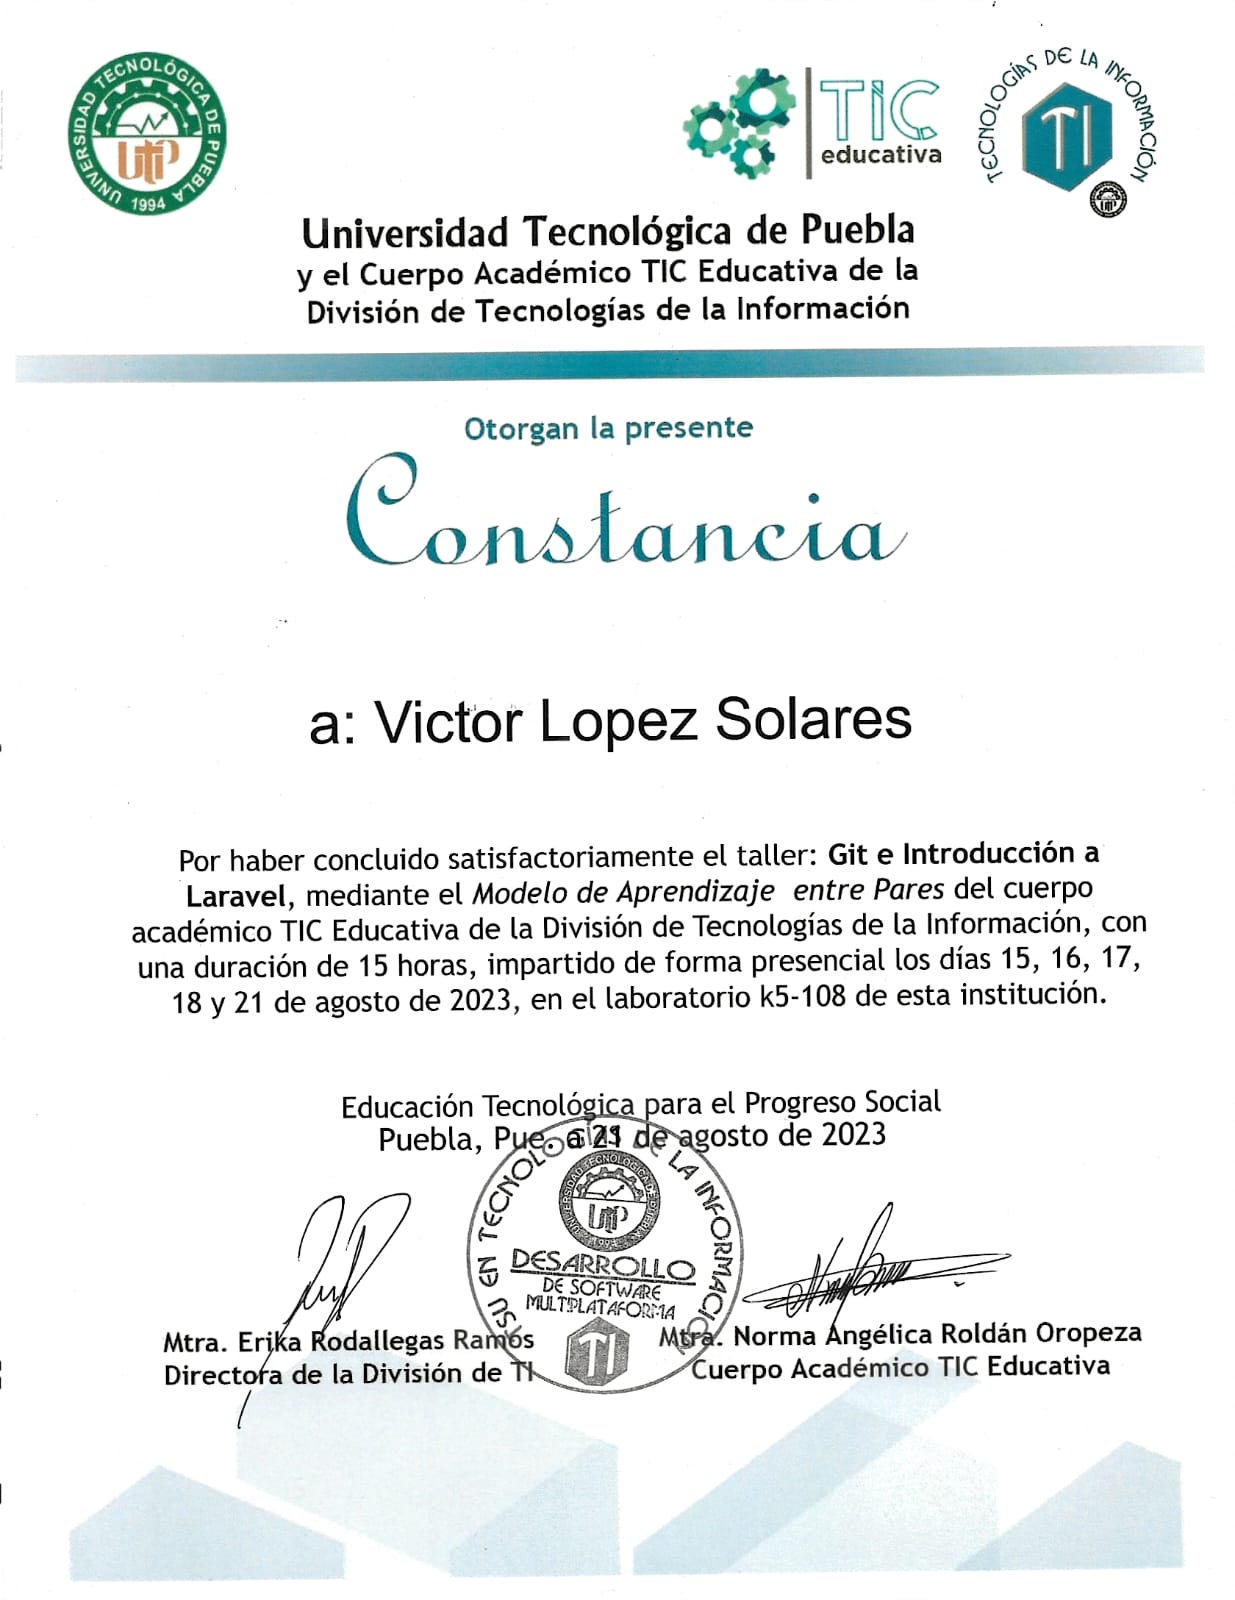 UNIVERSIDAD TECNOLÓGICA DE PUEBLA
UTP
1994
TIC
educativa
TECNOLOGÍAS DE LA INFORMACIÓN
TI
Universidad Tecnológica de Puebla
y el Cuerpo Académico TIC Educativa de la
División de Tecnologías de la Información
Otorgan la presente
Constancia
a: Victor Lopez Solares
Por haber concluido satisfactoriamente el taller: Git e Introducción a
Laravel, mediante el Modelo de Aprendizaje entre Pares del cuerpo
académico TIC Educativa de la División de Tecnologías de la Información, con
una duración de 15 horas, impartido de forma presencial los días 15, 16, 17,
18 y 21 de agosto de 2023, en el laboratorio k5-108 de esta institución.
Educación Tecnológica para el Progreso Social
Puebla, Pue. a 21 de agosto de 2023
TSU EN TECNOLOGÍAS DE LA INFORMACIÓN
UNIVERSIDAD TECNOLOGICA DE PUEBLA
UTP
1994
DESARROLLO
DE SOFTWARE
MULTIPLATAFORMA
TI
Mtra. Erika Rodallegas Ramos
Directora de la División de TI
Mtra. Norma Angélica Roldán Oropeza
Cuerpo Académico TIC Educativa